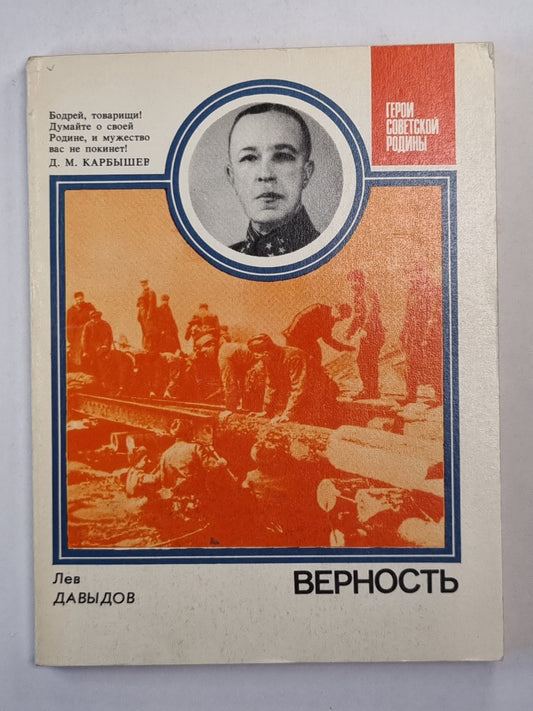 Бодрей, товарищи!
Думайте о своей
Родине, и мужество
вас не покинет!
Д. М. КАРБЫШЕВ
ГЕРОИ
СОВЕТСКОЙ
РОДИНЫ
Лев
ДАВЫДОВ
ВЕРНОСТЬ